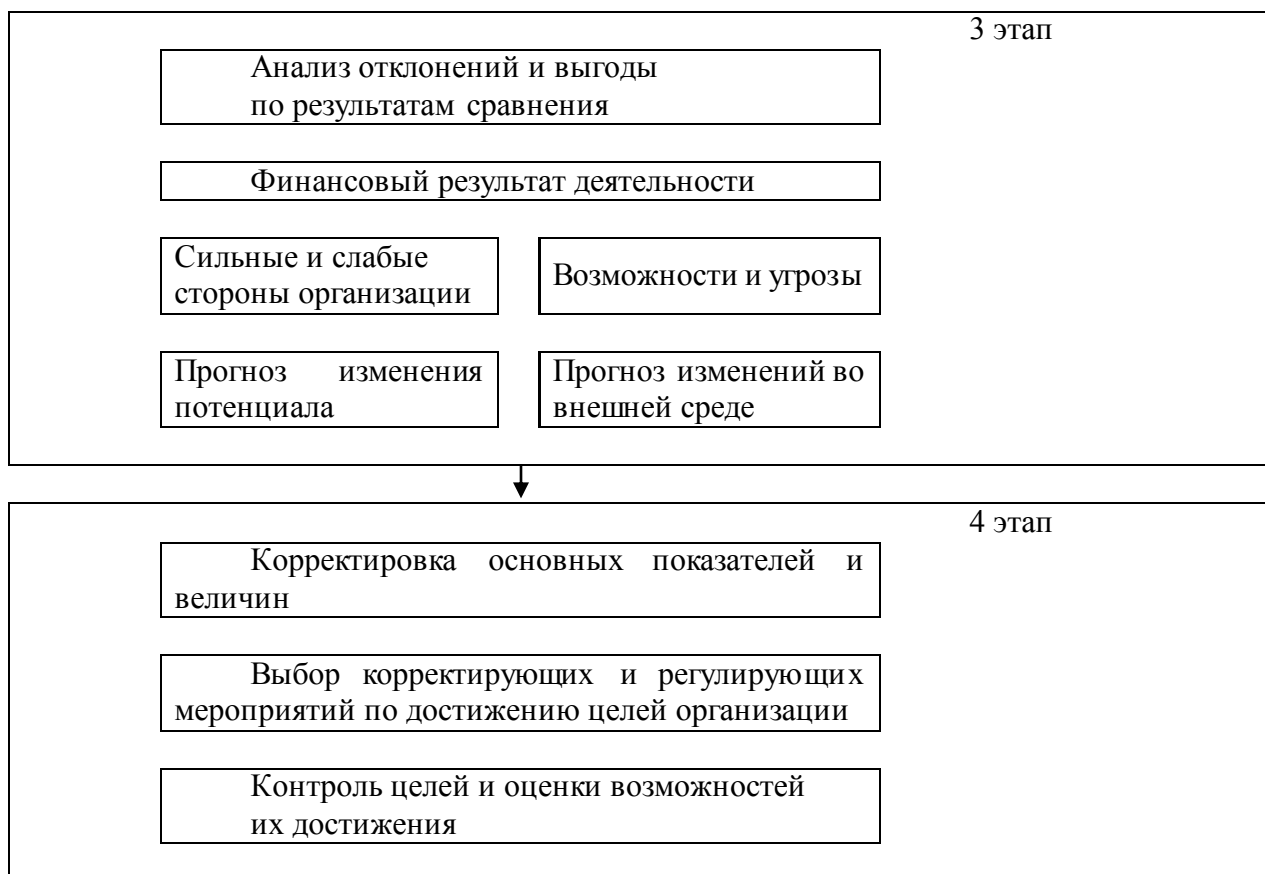 3 этап
Анализ отклонений и выгоды
по результатам сравнения
Финансовый результат деятельности
Сильные и слабые
стороны организации
Возможности и угрозы
Прогноз изменения
потенциала
Прогноз изменений во
внешней среде
4 этап
Корректировка основных показателей и
величин
Выбор корректирующих и регулирующих
мероприятий по достижению целей организации
Контроль целей и оценки возможностей
их достижения